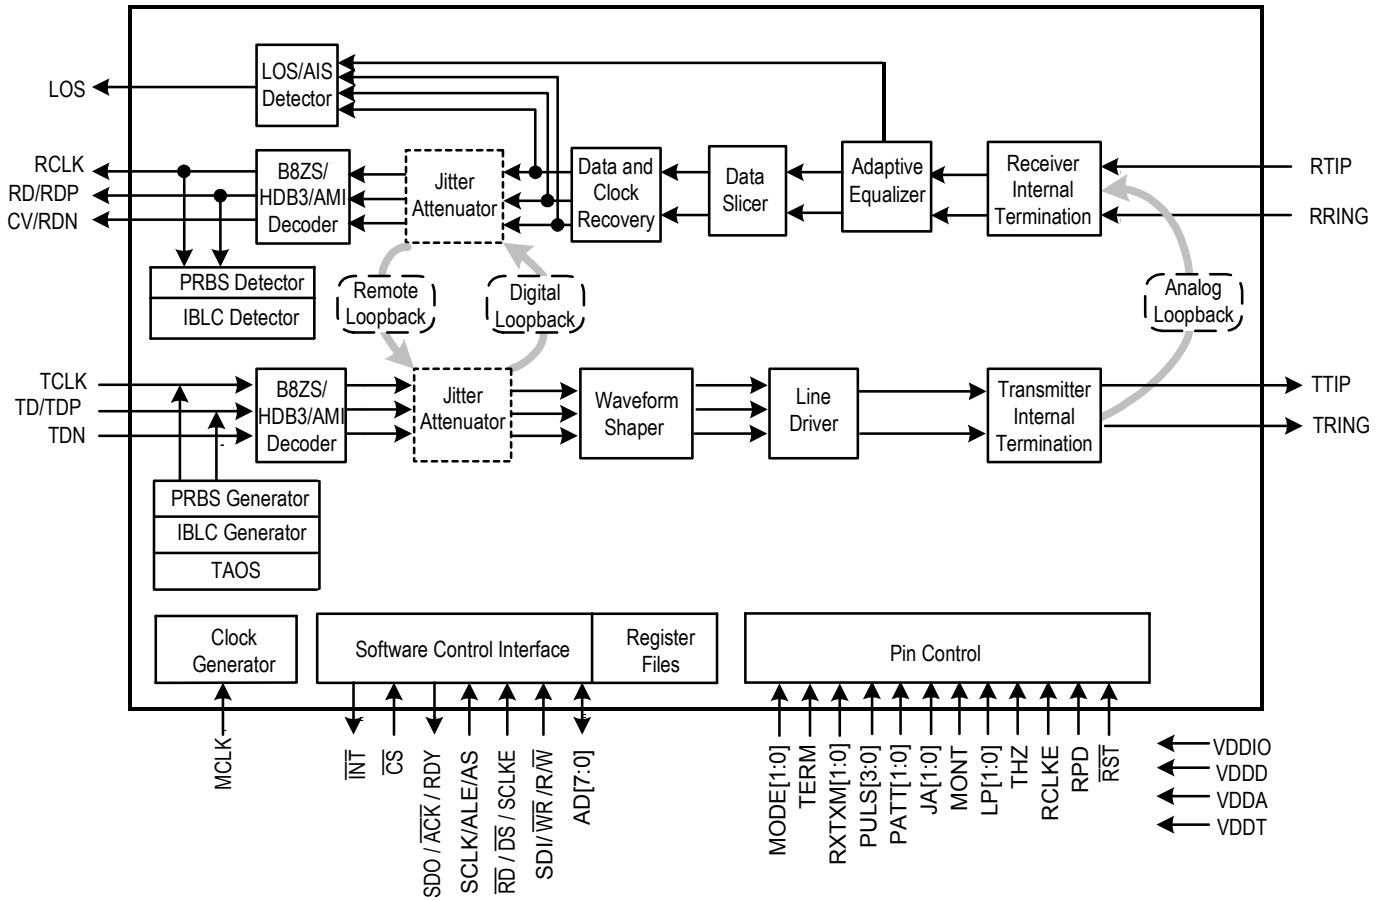 LOS
LOS/AIS
Detector
RCLK
RD/RDP
CV/RDN
B8ZS/
HDB3/AMI
Decoder
Jitter
Attenuator
Data and
Clock
Recovery
Data
Slicer
Adaptive
Equalizer
Receiver
Internal
Termination
RTIP
RRING
PRBS Detector
IBLC Detector
Remote
Loopback
Digital
Loopback
Analog
Loopback
TCLK
TD/TDP
TDN
B8ZS/
HDB3/AMI
Decoder
Jitter
Attenuator
Waveform
Shaper
Line
Driver
Transmitter
Internal
Termination
TTIP
TRING
PRBS Generator
IBLC Generator
TAOS
Clock
Generator
Software Control Interface
Register
Files
Pin Control
MCLK
INT
CS
SDO / ACK / RDY
SCLK/ALE/AS
RD / DS / SCLKE
SDI/ WR /R/W
AD[7:0]
MODE[1:0]
TERM
RXTXM[1:0]
PULS[3:0]
PATT[1:0]
JA[1:0]
MONT
LP[1:0]
THZ
RCLKE
RPD
RST
VDDIO
VDDD
VDDA
VDDT